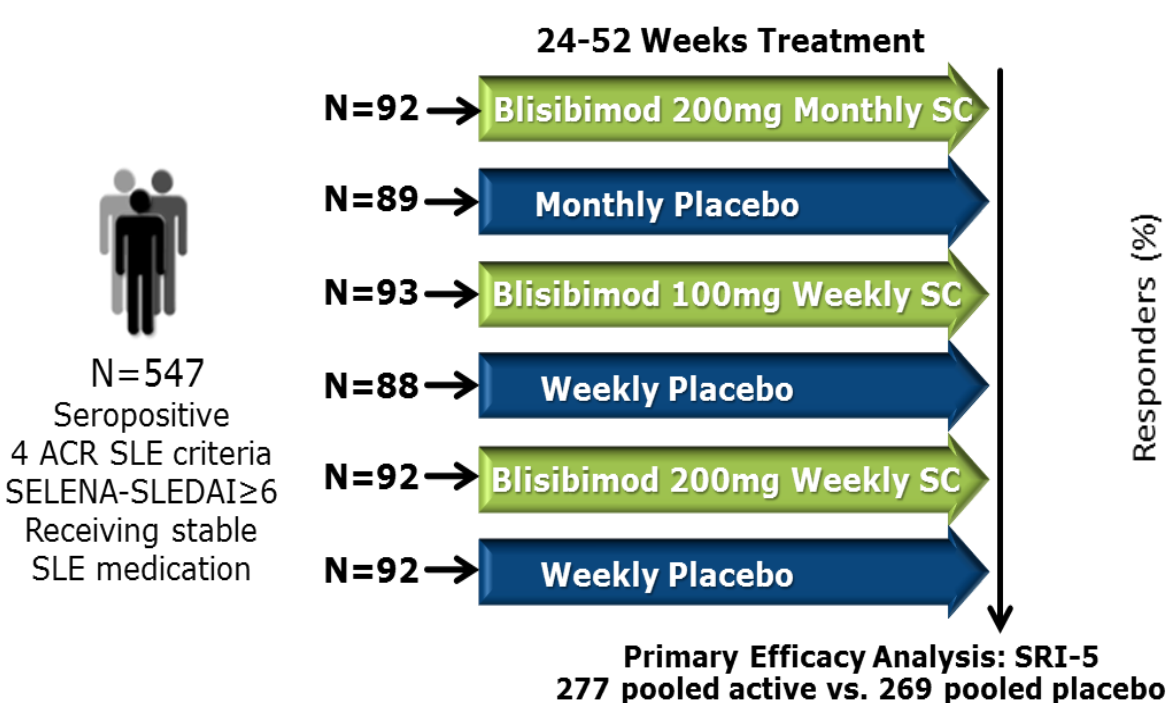 24-52 Weeks Treatment
N=92
Blisibimod 200mg Monthly SC
N=89
Monthly Placebo
N=93
Blisibimod 100mg Weekly SC
N=88
Weekly Placebo
N=92
Blisibimod 200mg Weekly SC
N=92
Weekly Placebo
N=547
Seropositive
4 ACR SLE criteria
SELENA-SLEDAI≥6
Receiving stable
SLE medication
Primary Efficacy Analysis: SRI-5
277 pooled active vs. 269 pooled placebo
Responders (%)